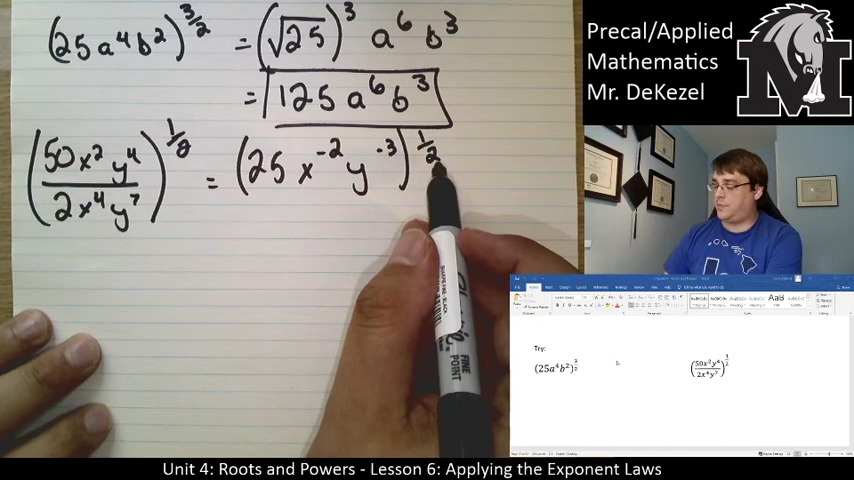 (25a⁴b²)^(3/2) = (√25)³ a⁶ b³
= 125 a⁶ b³
(50x²y⁴ / 2x⁴y⁷)^(1/2) = (25 x⁻² y⁻³)^(1/2)
Precal/Applied
Mathematics
Mr. DeKezel
M
FINE
POINT
Try:
(25a⁴b²)^(3/2)
(50x²y⁴ / 2x⁴y⁷)^(1/2)
Unit 4: Roots and Powers - Lesson 6: Applying the Exponent Laws